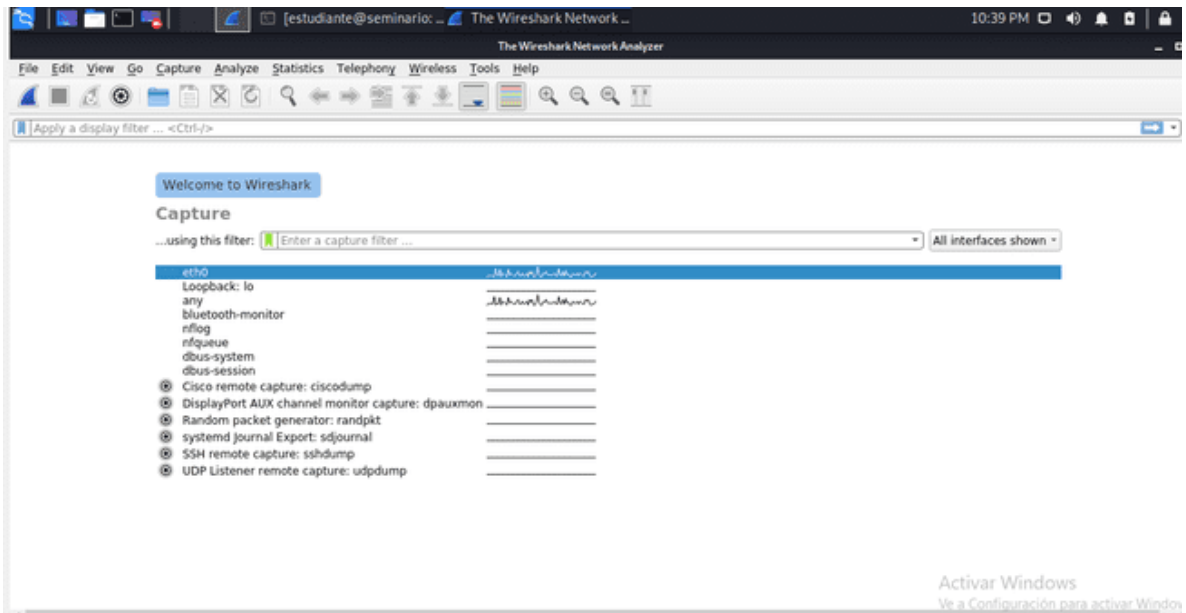 [estudiante@seminario: ... The Wireshark Network ... 10:39 PM
The Wireshark Network Analyzer
File Edit View Go Capture Analyze Statistics Telephony Wireless Tools Help
Apply a display filter ... <Ctrl-/>
Welcome to Wireshark
Capture
...using this filter: Enter a capture filter ... All interfaces shown
eth0
Loopback: lo
any
bluetooth-monitor
nflog
nfqueue
dbus-system
dbus-session
Cisco remote capture: ciscodump
DisplayPort AUX channel monitor capture: dpauxmon
Random packet generator: randpkt
systemd Journal Export: sdjournal
SSH remote capture: sshdump
UDP Listener remote capture: udpdump
Activar Windows
Ve a Configuración para activar Window